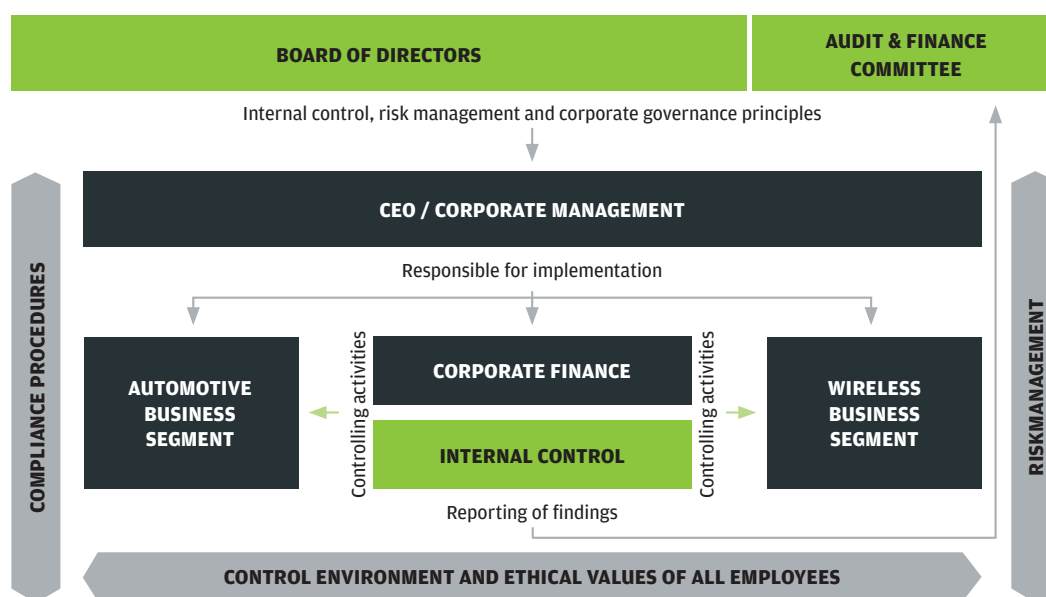 BOARD OF DIRECTORS
AUDIT & FINANCE
COMMITTEE
Internal control, risk management and corporate governance principles
CEO / CORPORATE MANAGEMENT
Responsible for implementation
COMPLIANCE PROCEDURES
AUTOMOTIVE
BUSINESS
SEGMENT
Controlling activities
CORPORATE FINANCE
INTERNAL CONTROL
Controlling activities
WIRELESS
BUSINESS
SEGMENT
RISKMANAGEMENT
Reporting of findings
CONTROL ENVIRONMENT AND ETHICAL VALUES OF ALL EMPLOYEES